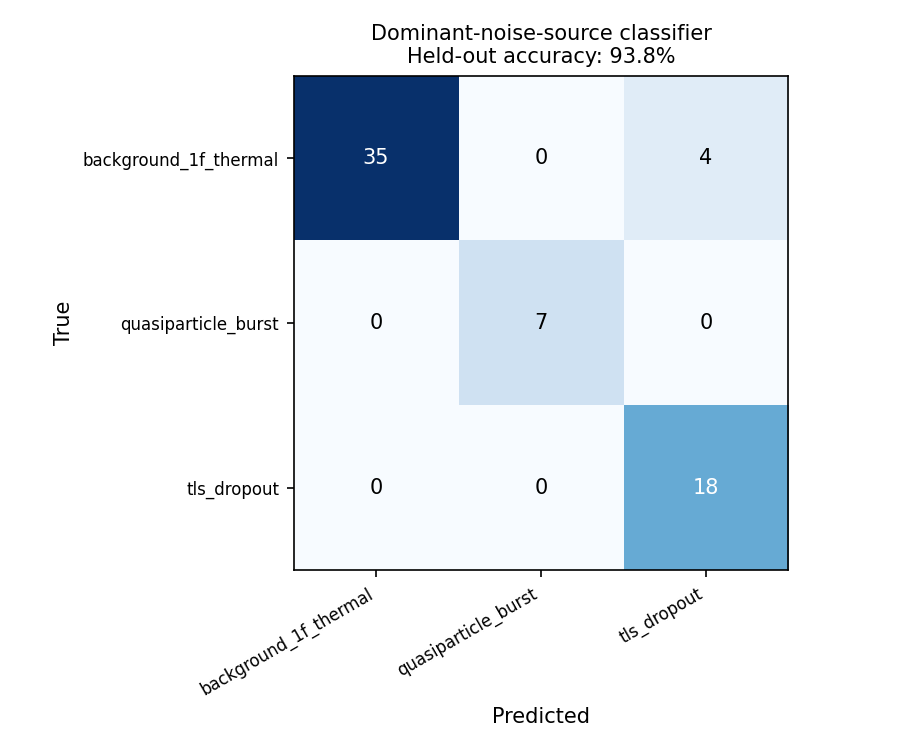 Dominant-noise-source classifier
Held-out accuracy: 93.8%
True
background_1f_thermal
35 0 4
quasiparticle_burst
0 7 0
tls_dropout
0 0 18
background_1f_thermal
quasiparticle_burst
tls_dropout
Predicted